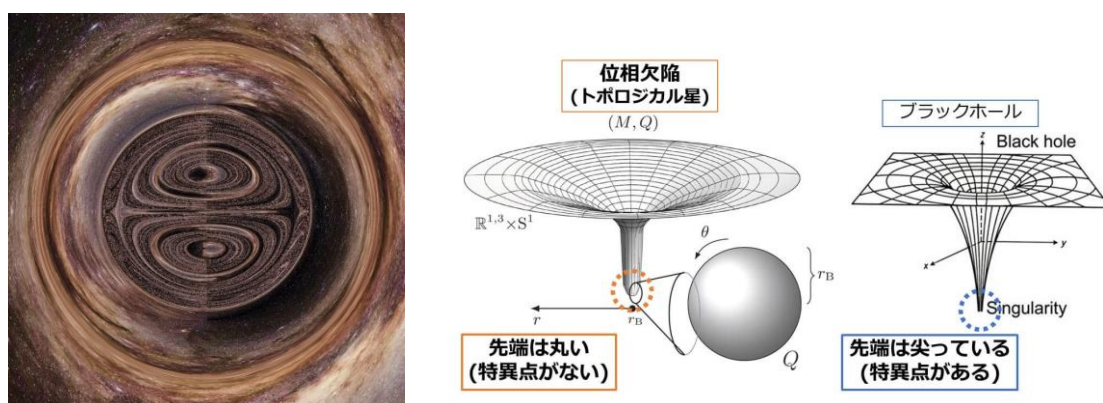 位相欠陥
(トポロジカル星)
(M, Q)
ℝ¹,³×S¹
θ
r_B
r
r_B
Q
先端は丸い
(特異点がない)
ブラックホール
Black hole
z
y
x
Singularity
先端は尖っている
(特異点がある)